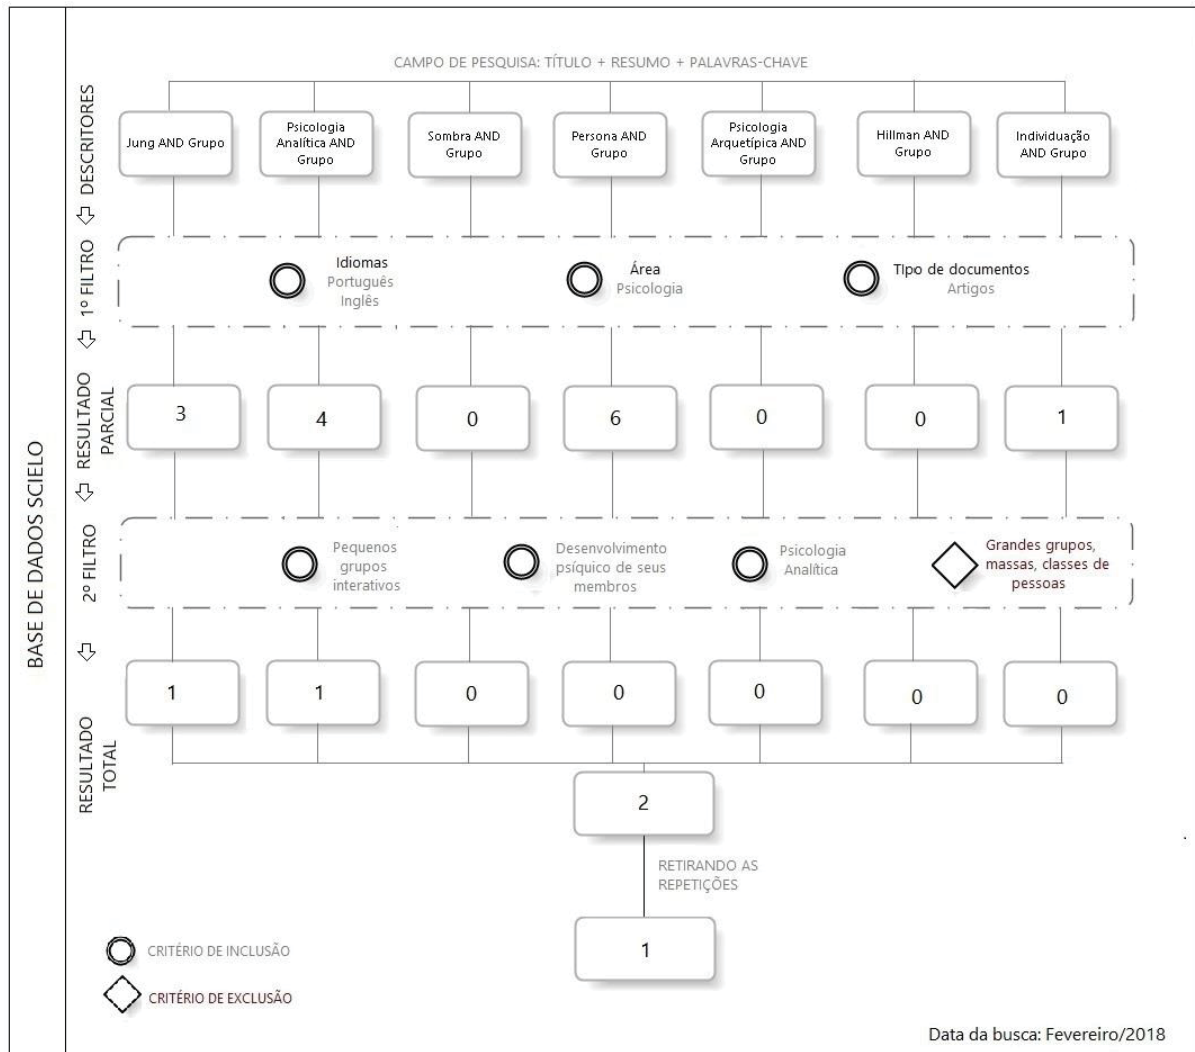 BASE DE DADOS SCIELO
CAMPO DE PESQUISA: TÍTULO + RESUMO + PALAVRAS-CHAVE
DESCRITORES
Jung AND Grupo
Psicologia
Analítica AND
Grupo
Sombra AND
Grupo
Persona AND
Grupo
Psicologia
Arquetípica AND
Grupo
Hillman AND
Grupo
Individuação
AND Grupo
1º FILTRO
Idiomas
Português
Inglês
Área
Psicologia
TIpo de documentos
Artigos
RESULTADO
PARCIAL
3
4
0
6
0
0
1
2º FILTRO
Pequenos
grupos
interativos
Desenvolvimento
psíquico de seus
membros
Psicologia
Analítica
Grandes grupos,
massas, classes de
pessoas
RESULTADO
TOTAL
1
1
0
0
0
0
0
2
RETIRANDO AS
REPETIÇÕES
1
CRITÉRIO DE INCLUSÃO
CRITÉRIO DE EXCLUSÃO
Data da busca: Fevereiro/2018